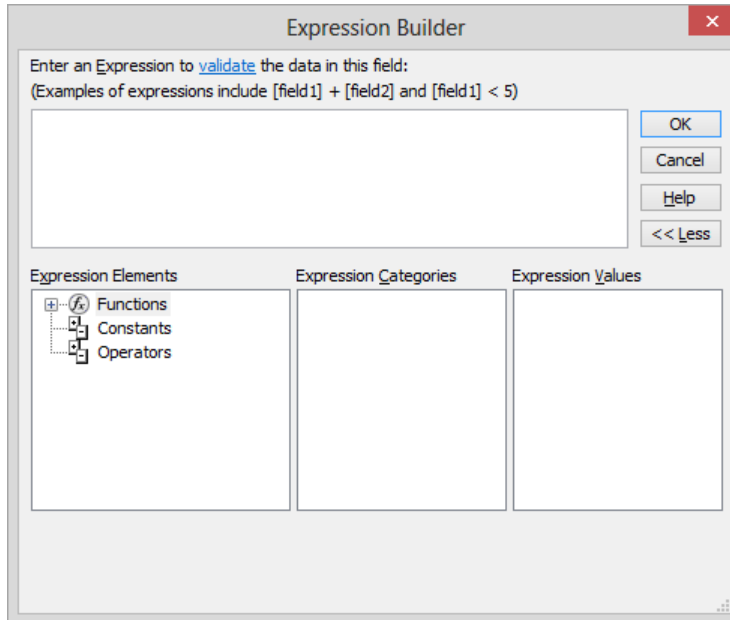 Expression Builder
Enter an Expression to validate the data in this field:
(Examples of expressions include [field1] + [field2] and [field1] < 5)
OK
Cancel
Help
<< Less
Expression Elements
Expression Categories
Expression Values
Functions
Constants
Operators